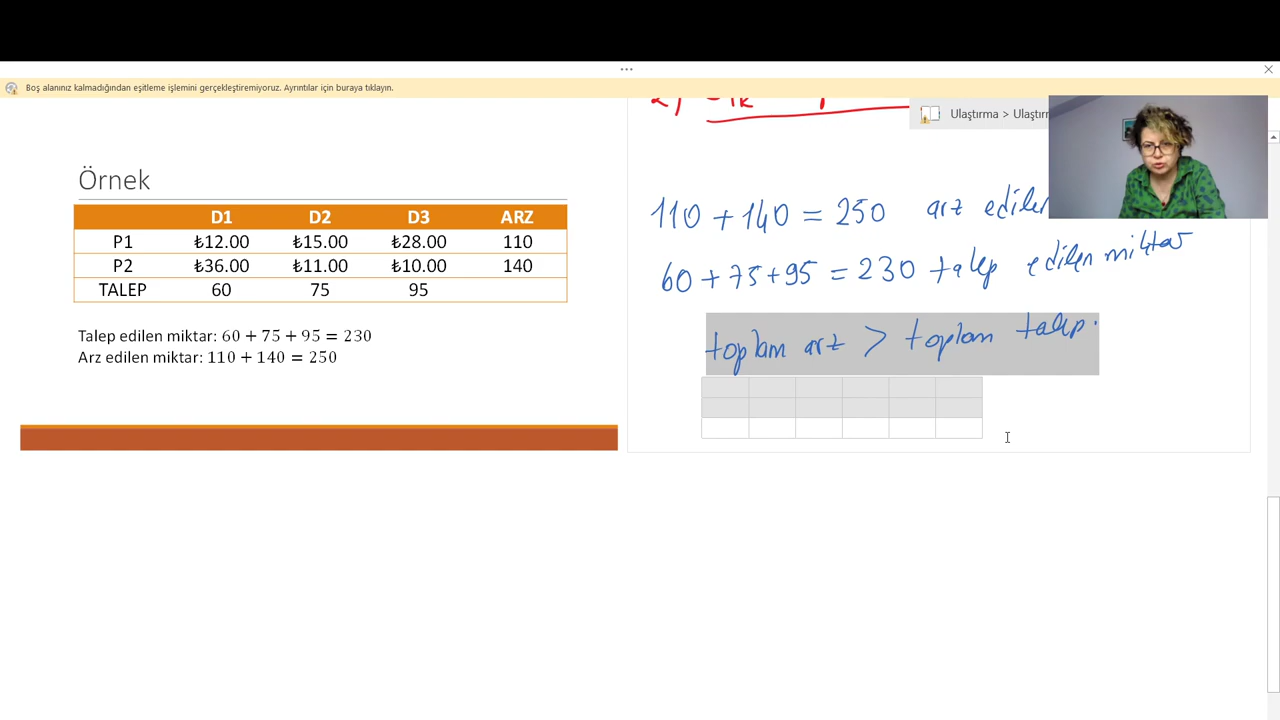 Boş alanınız kalmadığından eşitleme işlemini gerçekleştiremiyoruz. Ayrıntılar için buraya tıklayın.
Örnek
D1 D2 D3 ARZ
P1 ₺12.00 ₺15.00 ₺28.00 110
P2 ₺36.00 ₺11.00 ₺10.00 140
TALEP 60 75 95
Talep edilen miktar: 60 + 75 + 95 = 230
Arz edilen miktar: 110 + 140 = 250
2)
Ulaştırma > Ulaştırm
110 + 140 = 250 arz edilen
60 + 75 + 95 = 230 talep edilen miktar
toplam arz > toplam talep.